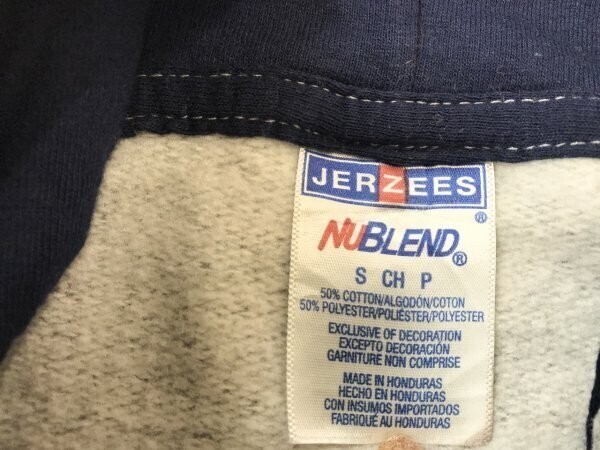 JERZEES®
NUBLEND®
S CH P
50% COTTON/ALGODÓN/COTON
50% POLYESTER/POLIÉSTER/POLYESTER
EXCLUSIVE OF DECORATION
EXCEPTO DECORACIÓN
GARNITURE NON COMPRISE
MADE IN HONDURAS
HECHO EN HONDURAS
CON INSUMOS IMPORTADOS
FABRIQUÉ AU HONDURAS